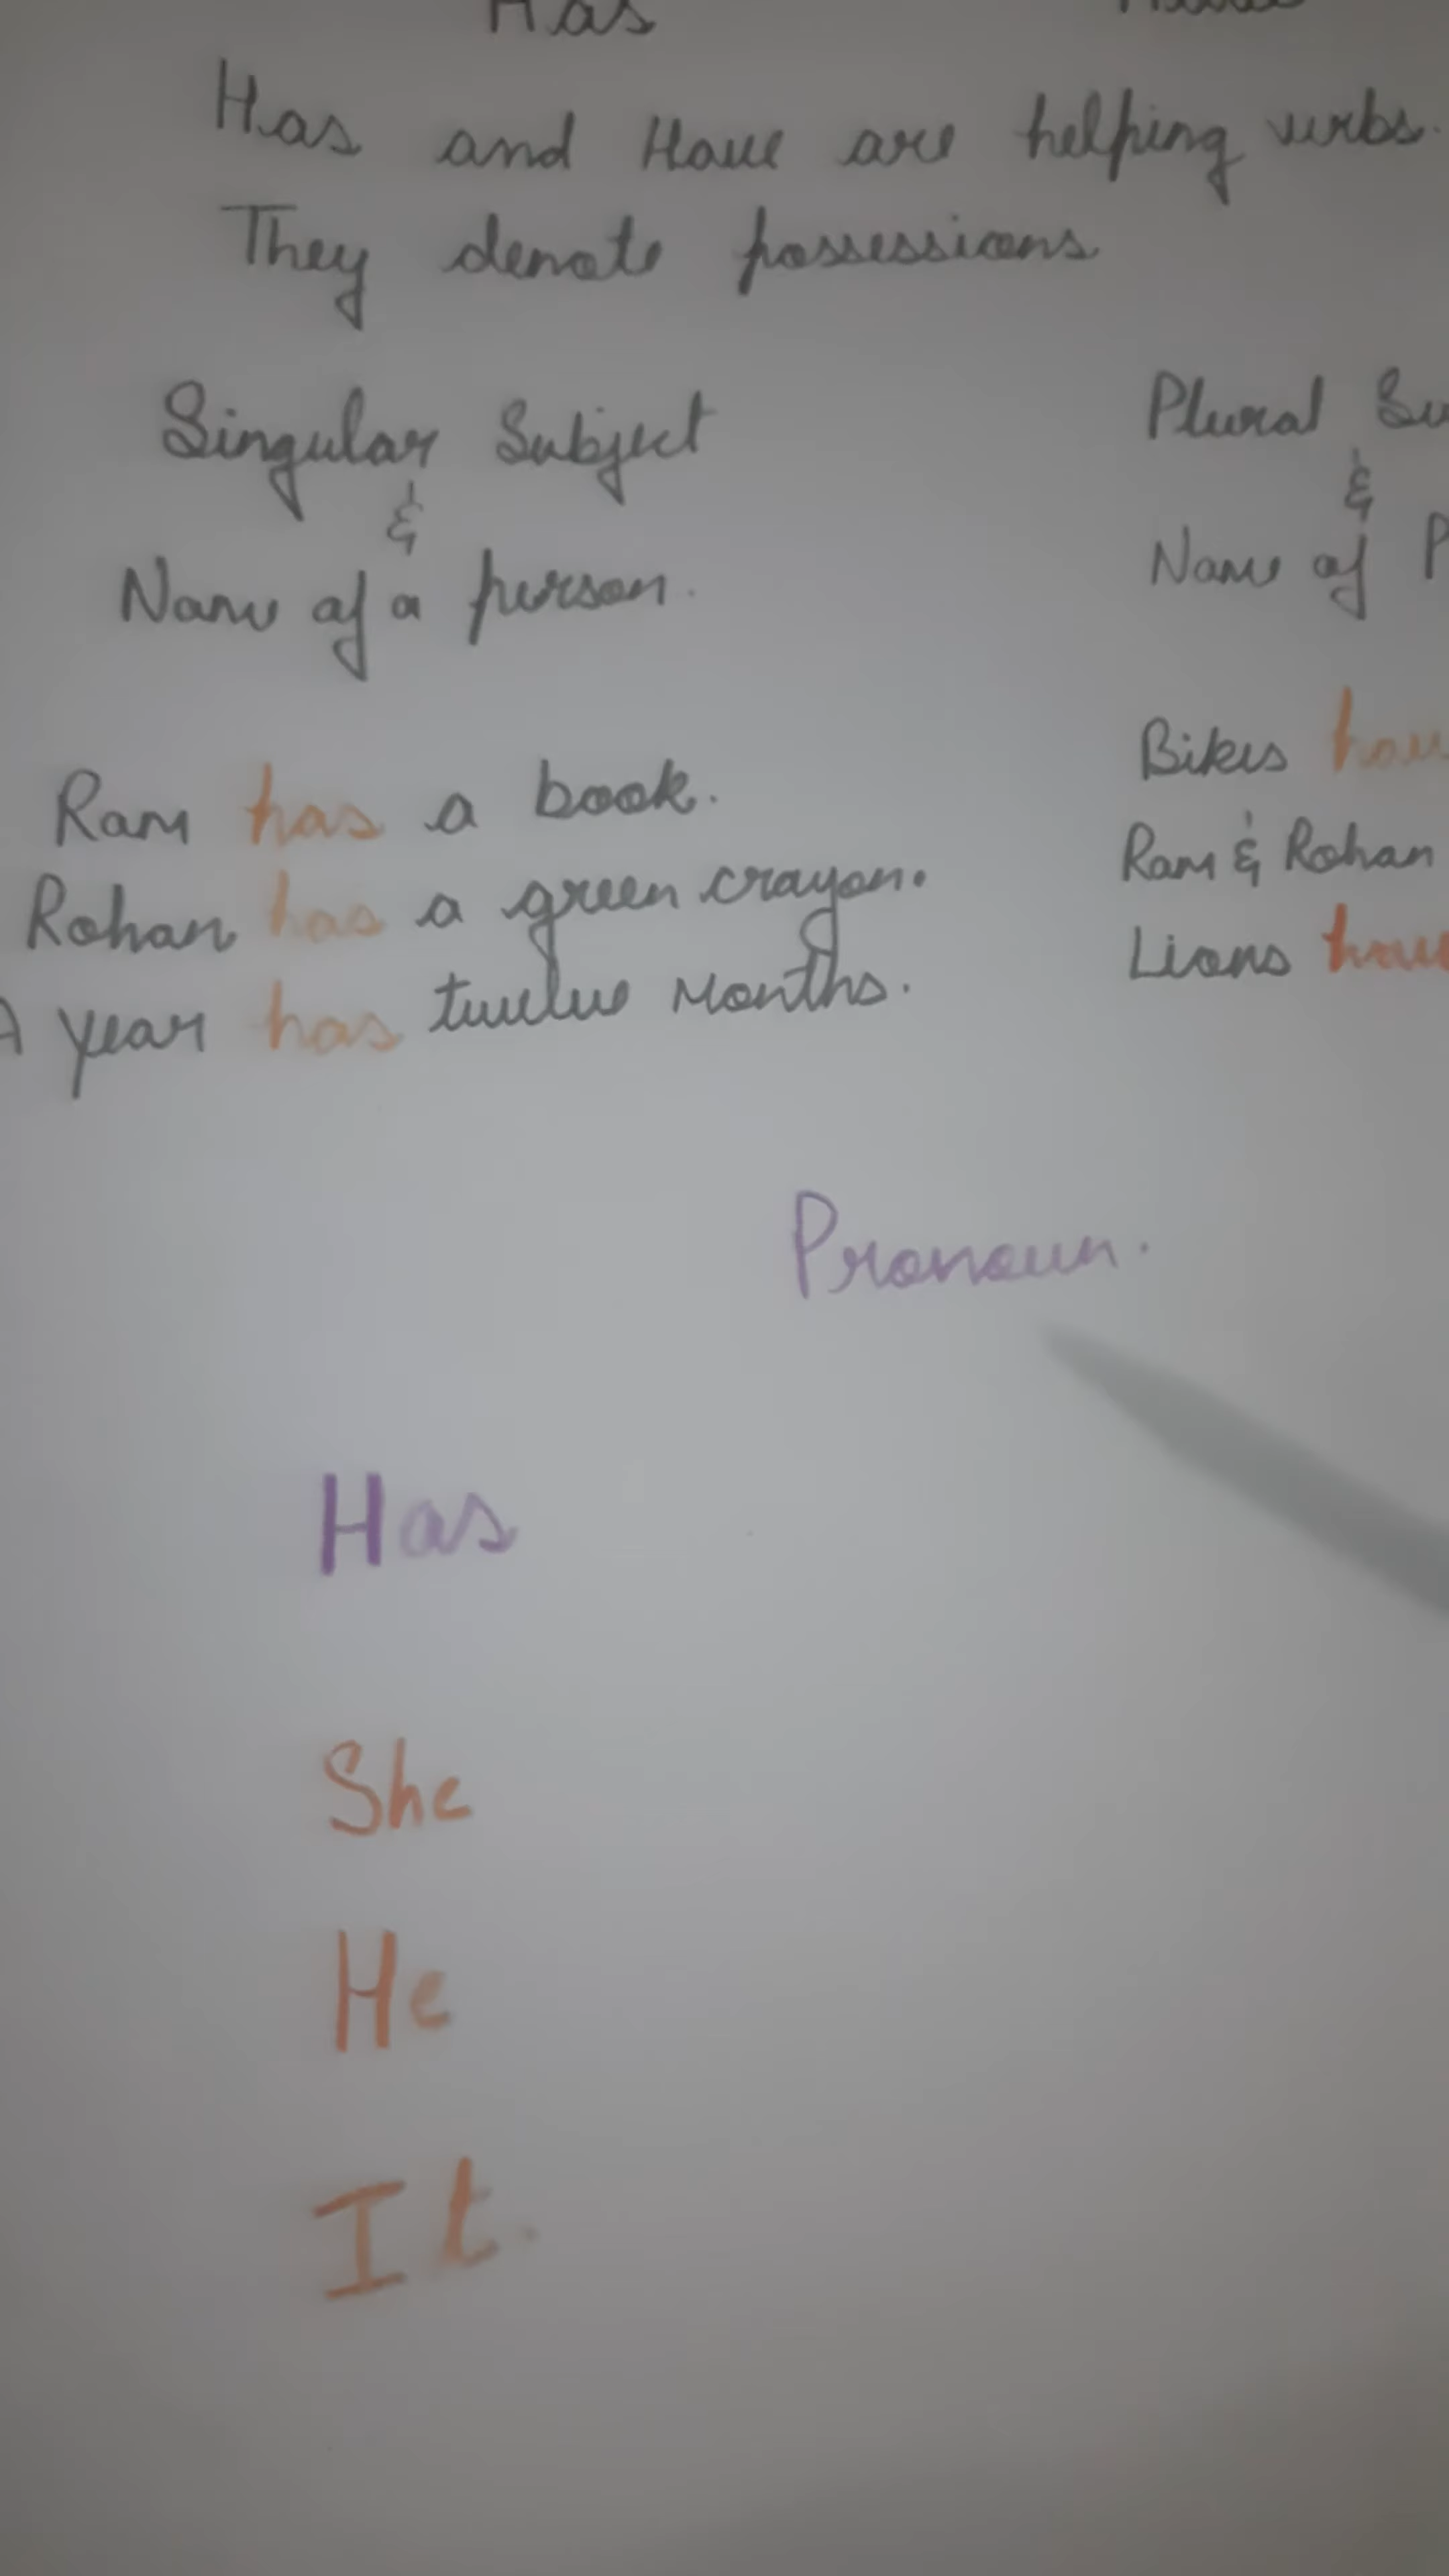 Has
Has and Have are helping verbs.
They denote possessions
Singular Subject
&
Name of a person.
Plural
&
Name of
Ram has a book.
Rohan has a green crayon.
A year has twelve Months.
Bikes
Ram & Rohan
Lions
Pronoun.
Has
She
He
It.